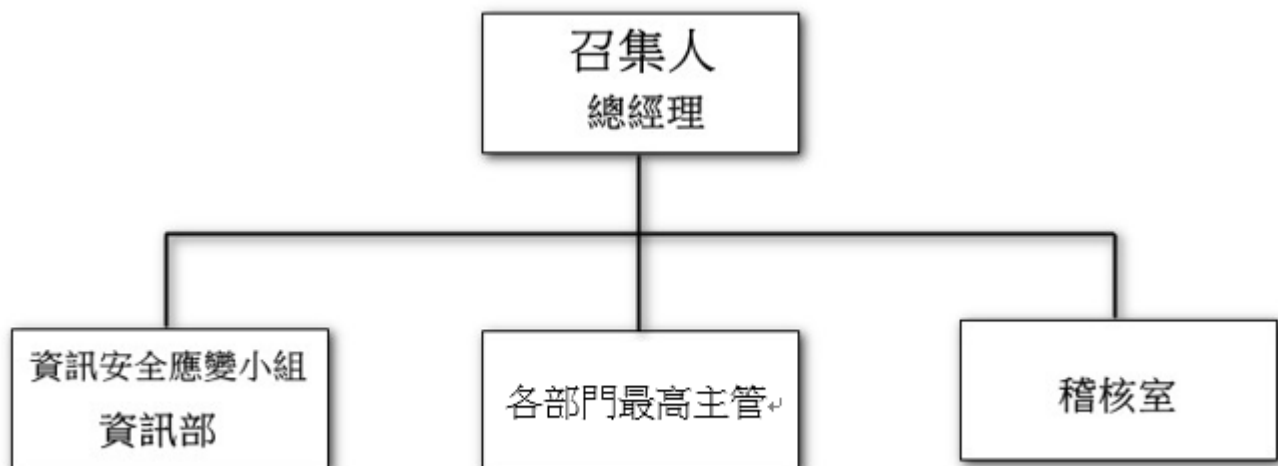 召集人
總經理
資訊安全應變小組
資訊部
各部門最高主管↵
稽核室